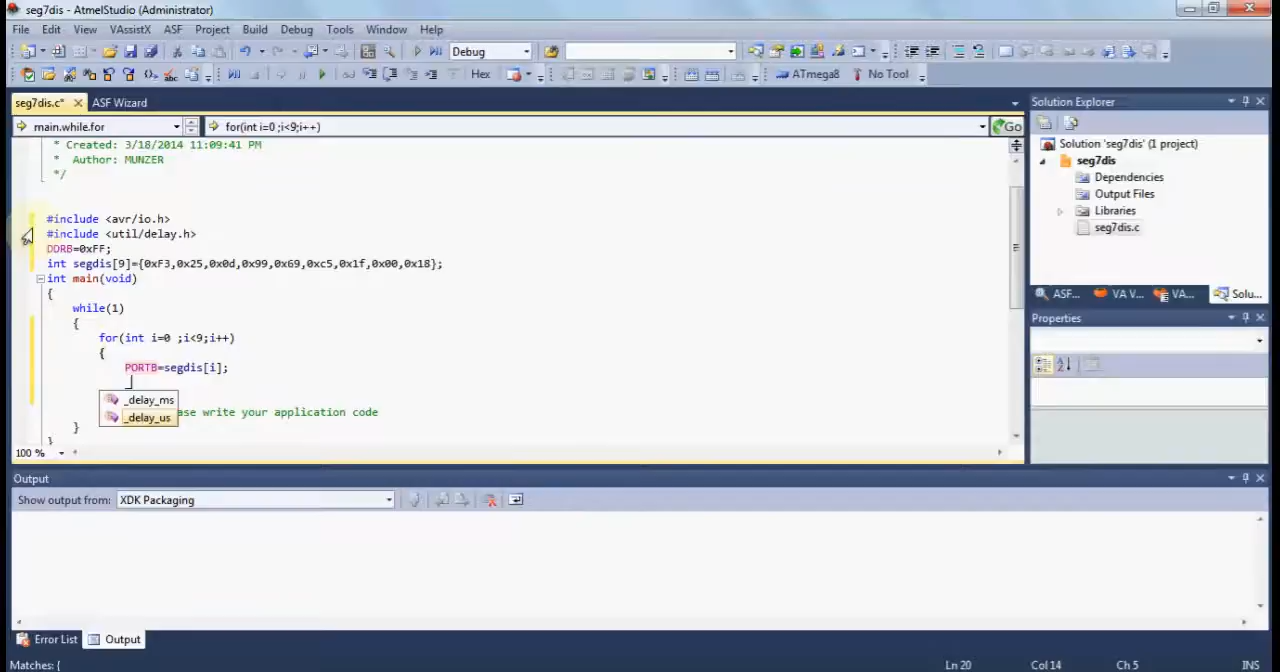 seg7dis - AtmelStudio (Administrator)
File Edit View VAssistX ASF Project Build Debug Tools Window Help
Debug
Hex ATmega8 No Tool
seg7dis.c* ASF Wizard
main.while.for for(int i=0 ;i<9;i++) Go
* Created: 3/18/2014 11:09:41 PM
* Author: MUNZER
*/
#include <avr/io.h>
#include <util/delay.h>
DDRB=0xFF;
int segdis[9]={0xF3,0x25,0x0d,0x99,0x69,0xc5,0x1f,0x00,0x18};
int main(void)
{
while(1)
{
for(int i=0 ;i<9;i++)
{
PORTB=segdis[i];
_
_delay_ms
_delay_us
ase write your application code
}
}
100 %
Solution Explorer
Solution 'seg7dis' (1 project)
seg7dis
Dependencies
Output Files
Libraries
seg7dis.c
ASF... VA V... VA... Solu...
Properties
Output
Show output from: XDK Packaging
Error List Output
Matches: { Ln 20 Col 14 Ch 5 INS